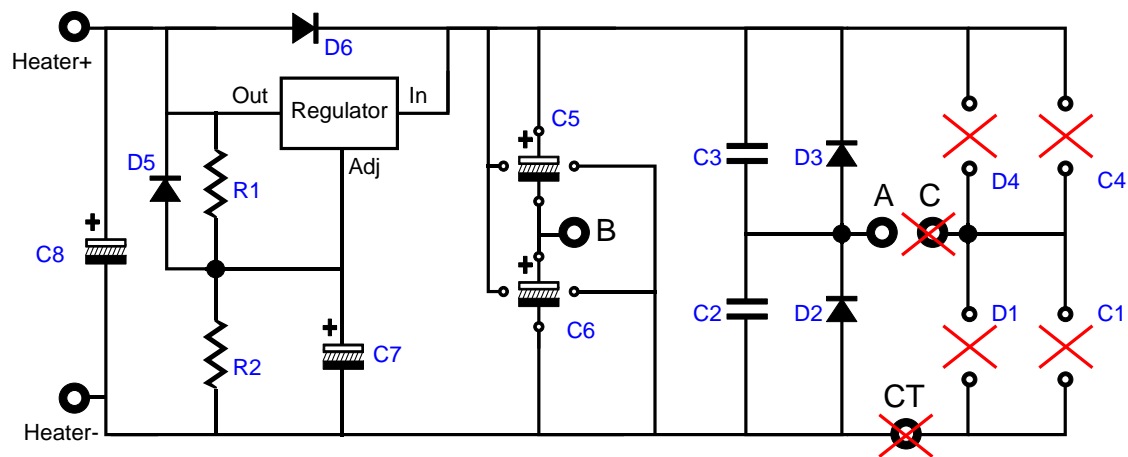 Heater+
D6
Out
Regulator
In
C5
+
D5
Adj
C3
D3
A
C
D4
C4
R1
+
B
C8
+
C6
C2
D2
D1
C1
+
R2
C7
CT
Heater-